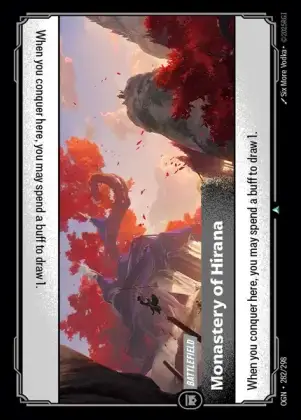 When you conquer here, you may spend a buff to draw 1.
BATTLEFIELD
Monastery of Hirana
When you conquer here, you may spend a buff to draw 1.
OGN • 282/298
Six More Vodka • ©2025RGT